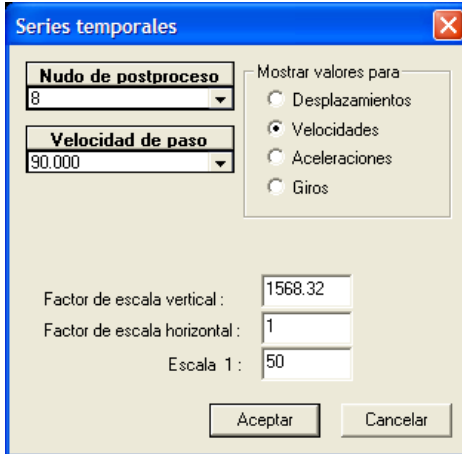 Series temporales
Nudo de postproceso
8
Velocidad de paso
90.000
Mostrar valores para
Desplazamientos
Velocidades
Aceleraciones
Giros
Factor de escala vertical : 1568.32
Factor de escala horizontal : 1
Escala 1 : 50
Aceptar Cancelar